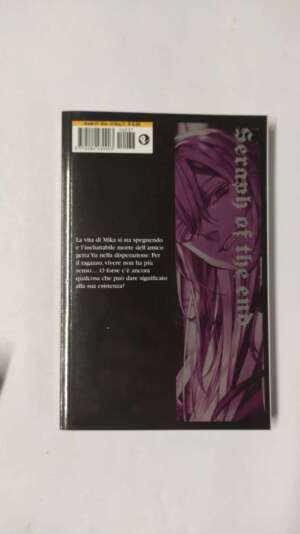 Seraph of the end
La vita di Mika si sta spegnendo
e l'ineluttabile morte dell'amico
getta Yu nella disperazione. Per
il ragazzo, vivere non ha più
senso... O forse c'è ancora
qualcosa che può dare significato
alla sua esistenza?